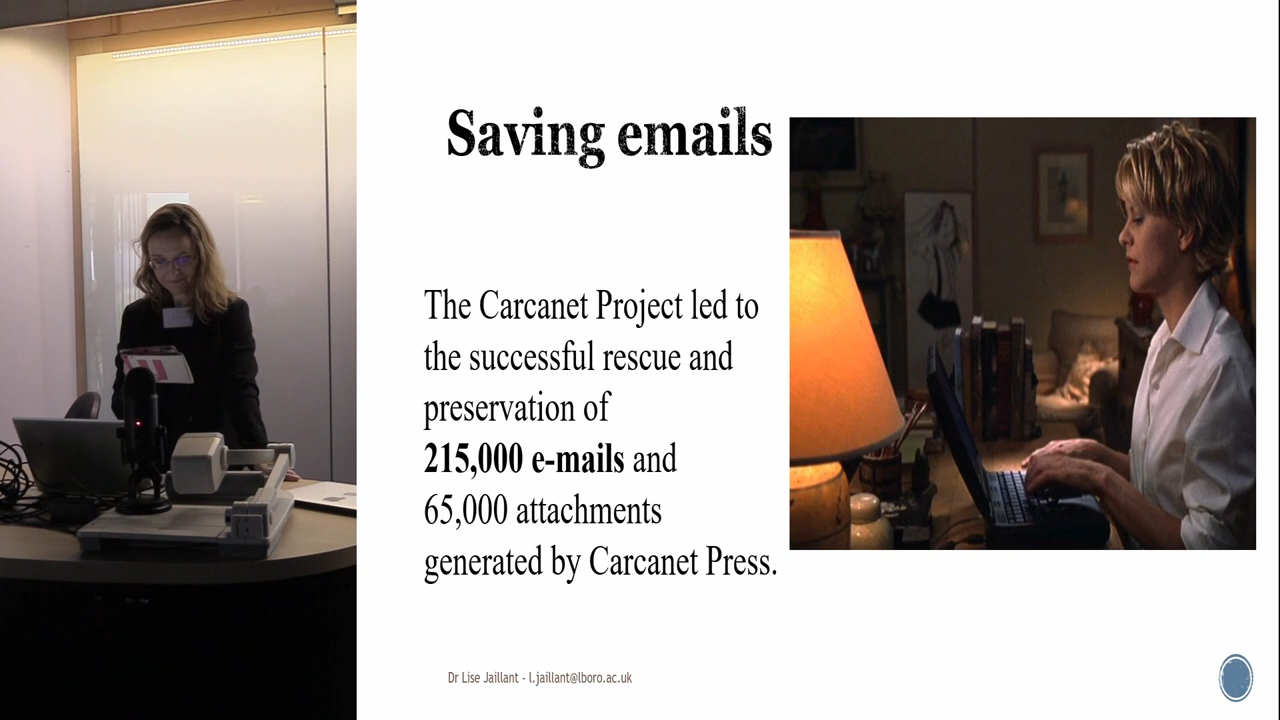 Saving emails
The Carcanet Project led to
the successful rescue and
preservation of
215,000 e-mails and
65,000 attachments
generated by Carcanet Press.
Dr Lise Jaillant - l.jaillant@lboro.ac.uk